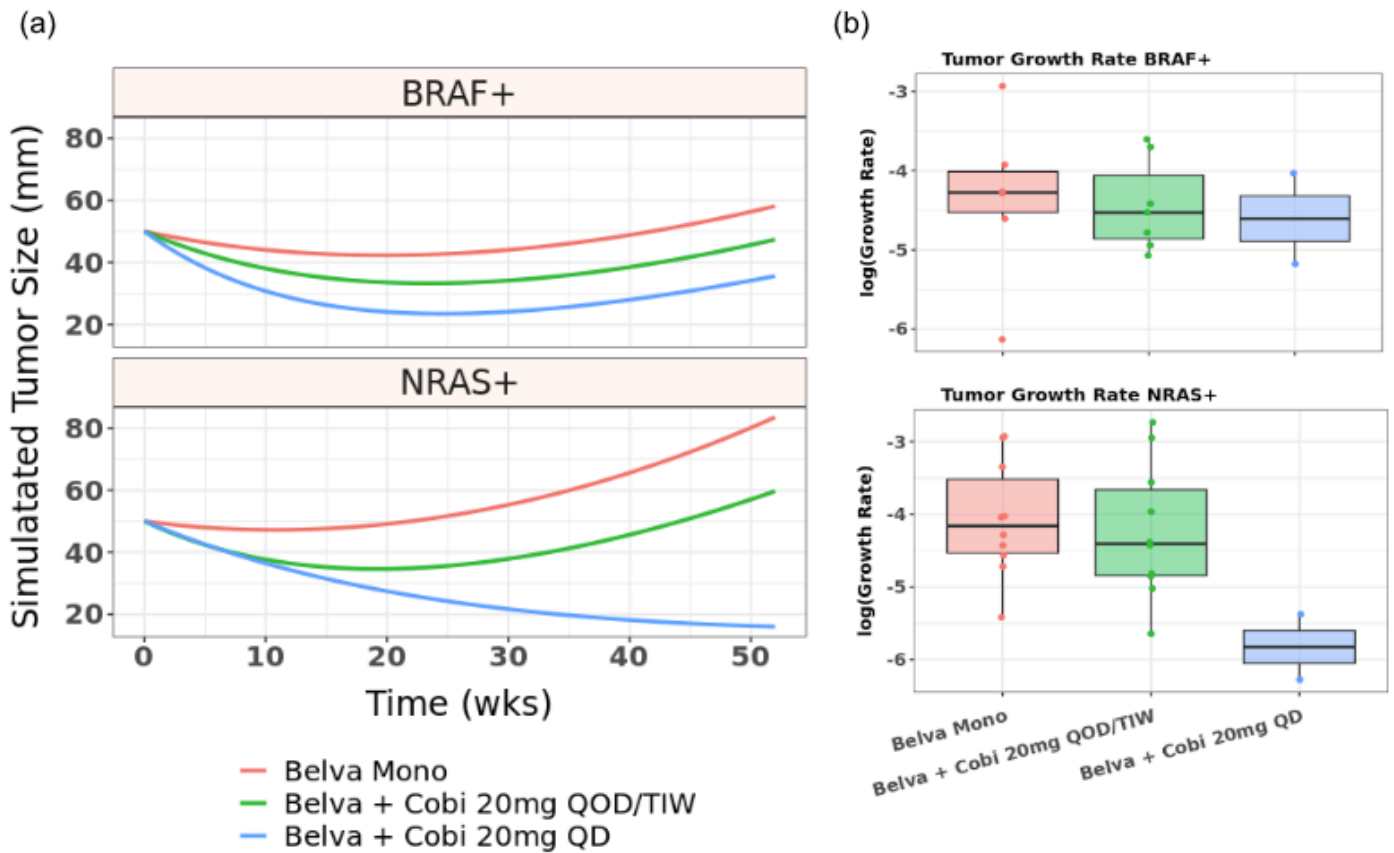 (a)
BRAF+
Simulatated Tumor Size (mm)
80
60
40
20
NRAS+
80
60
40
20
0 10 20 30 40 50
Time (wks)
Belva Mono
Belva + Cobi 20mg QOD/TIW
Belva + Cobi 20mg QD
(b)
Tumor Growth Rate BRAF+
log(Growth Rate)
-3
-4
-5
-6
Tumor Growth Rate NRAS+
log(Growth Rate)
-3
-4
-5
-6
Belva Mono
Belva + Cobi 20mg QOD/TIW
Belva + Cobi 20mg QD